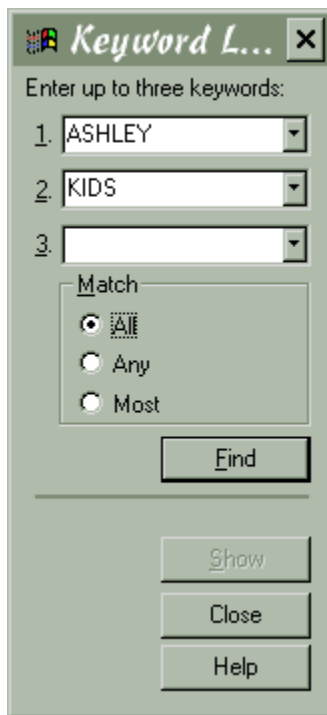 Keyword L...
Enter up to three keywords:
1. ASHLEY
2. KIDS
3.
Match
All
Any
Most
Find
Show
Close
Help